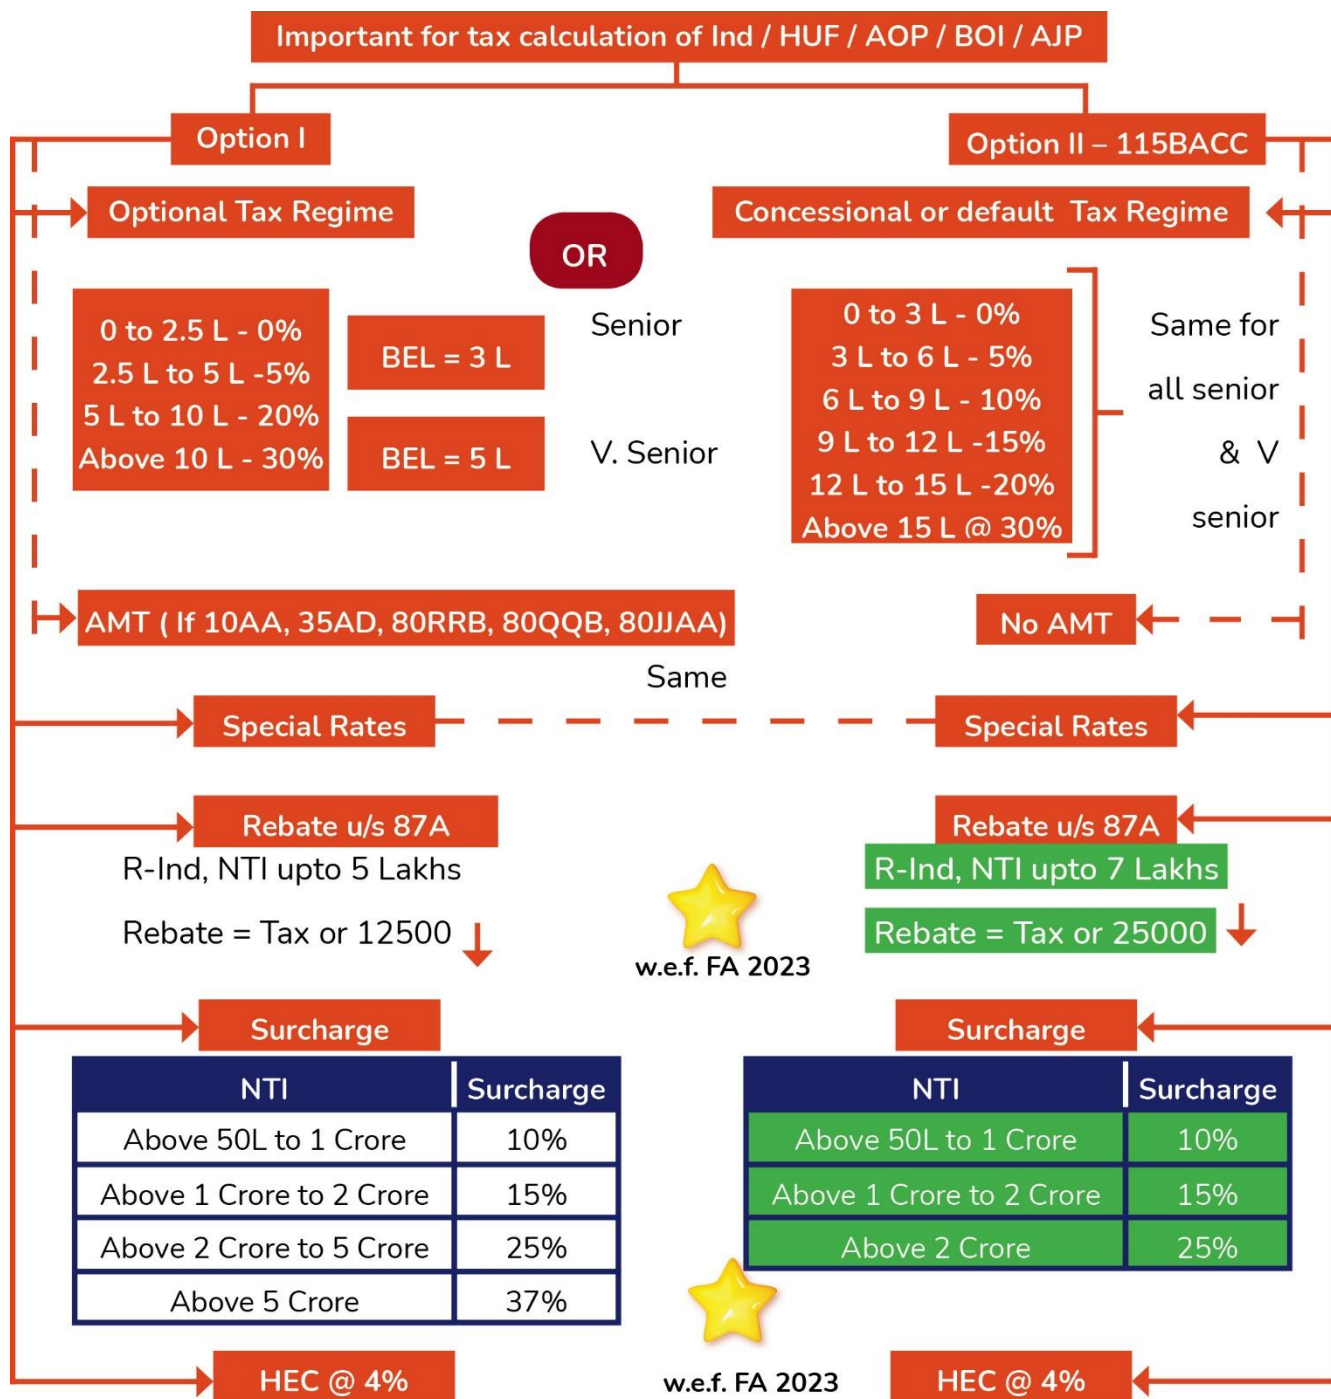 Important for tax calculation of Ind / HUF / AOP / BOI / AJP
Option I
Option II – 115BACC
Optional Tax Regime
Concessional or default Tax Regime
OR
0 to 2.5 L - 0%
2.5 L to 5 L -5%
5 L to 10 L - 20%
Above 10 L - 30%
BEL = 3 L
Senior
BEL = 5 L
V. Senior
0 to 3 L - 0%
3 L to 6 L - 5%
6 L to 9 L - 10%
9 L to 12 L -15%
12 L to 15 L -20%
Above 15 L @ 30%
Same for
all senior
& V
senior
AMT ( If 10AA, 35AD, 80RRB, 80QQB, 80JJAA)
No AMT
Same
Special Rates
Special Rates
Rebate u/s 87A
R-Ind, NTI upto 5 Lakhs
Rebate = Tax or 12500
Rebate u/s 87A
R-Ind, NTI upto 7 Lakhs
Rebate = Tax or 25000
w.e.f. FA 2023
Surcharge
NTI Surcharge
Above 50L to 1 Crore 10%
Above 1 Crore to 2 Crore 15%
Above 2 Crore to 5 Crore 25%
Above 5 Crore 37%
Surcharge
NTI Surcharge
Above 50L to 1 Crore 10%
Above 1 Crore to 2 Crore 15%
Above 2 Crore 25%
HEC @ 4%
w.e.f. FA 2023
HEC @ 4%